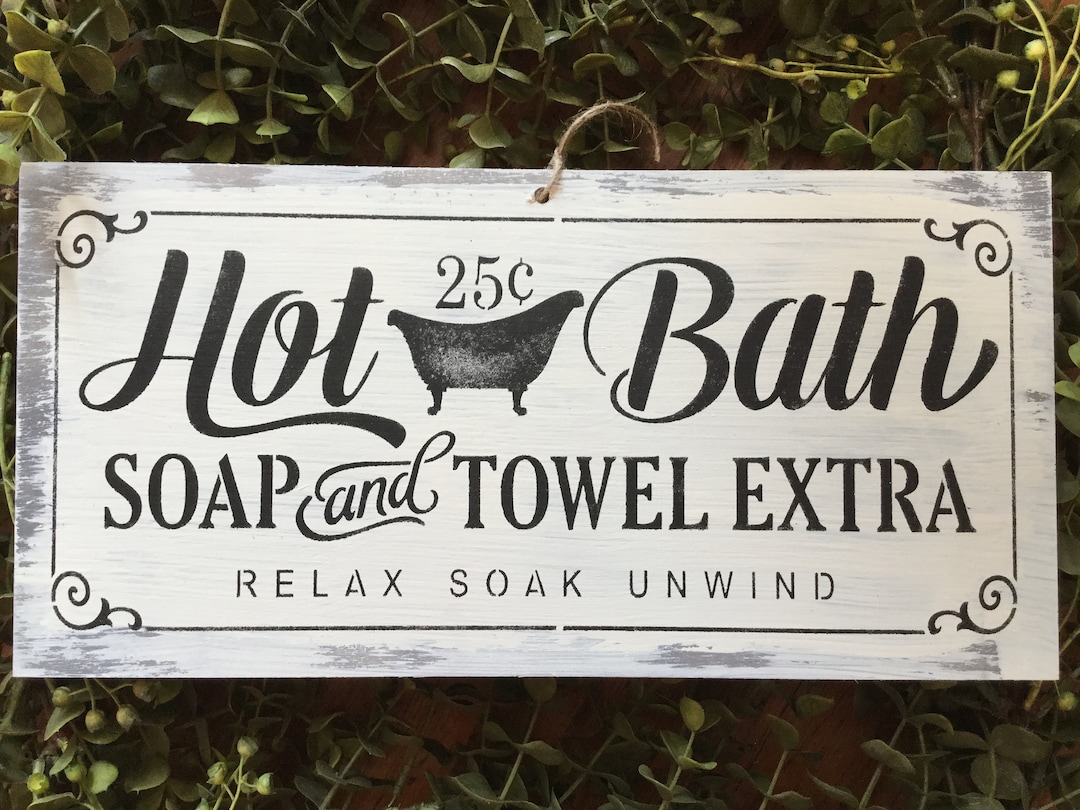 25¢
Hot Bath
SOAP and TOWEL EXTRA
RELAX SOAK UNWIND